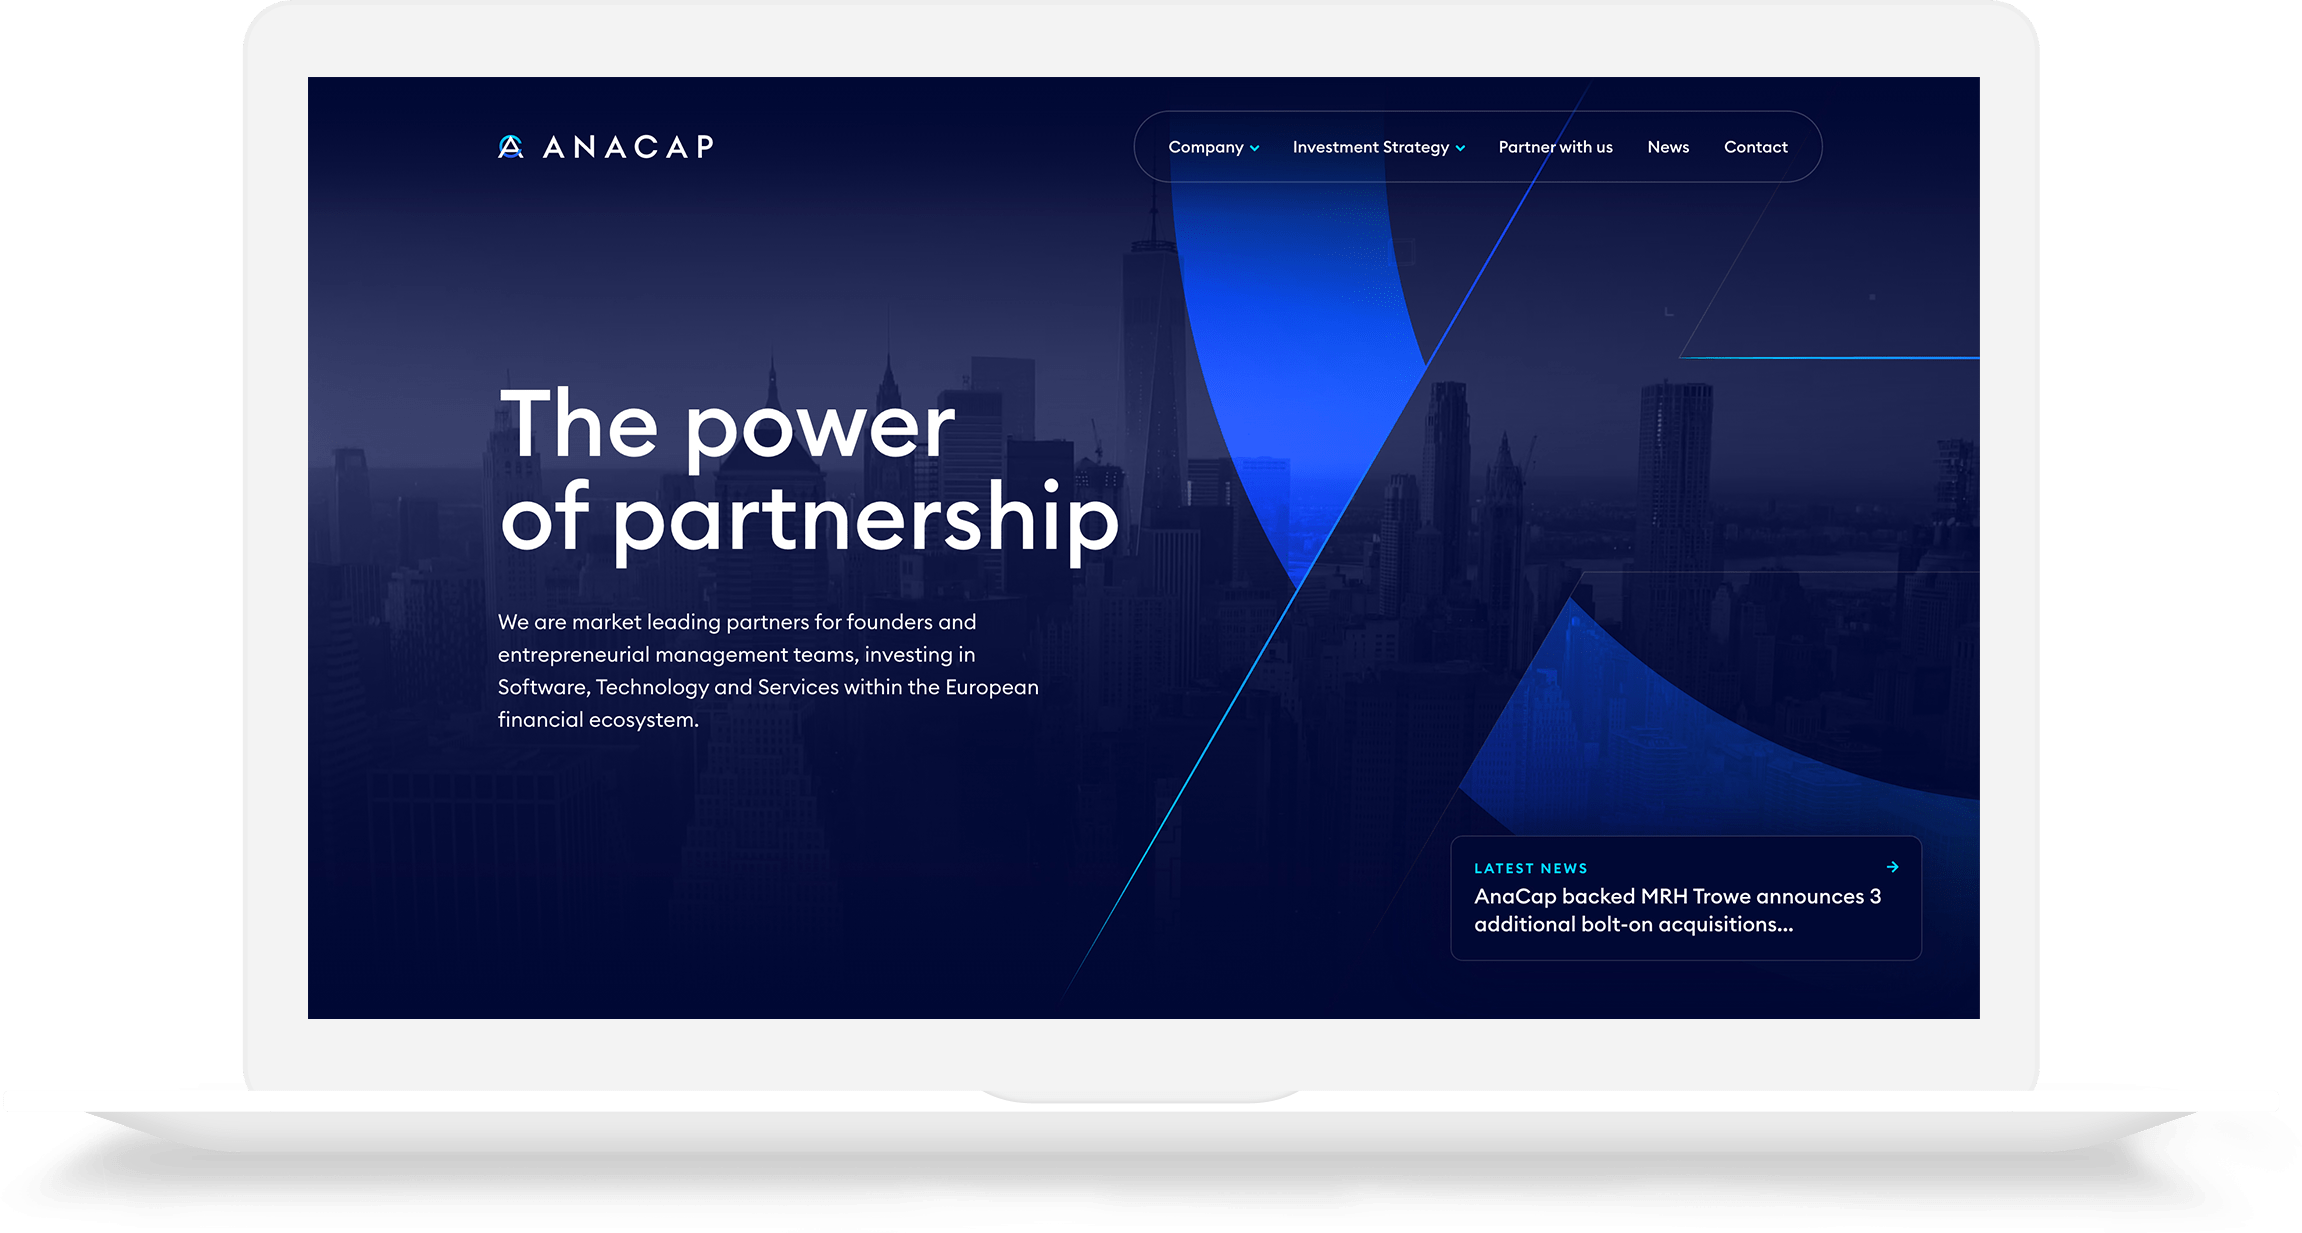 ANACAP
Company
Investment Strategy
Partner with us
News
Contact
The power
of partnership
We are market leading partners for founders and
entrepreneurial management teams, investing in
Software, Technology and Services within the European
financial ecosystem.
LATEST NEWS
AnaCap backed MRH Trowe announces 3
additional bolt-on acquisitions...